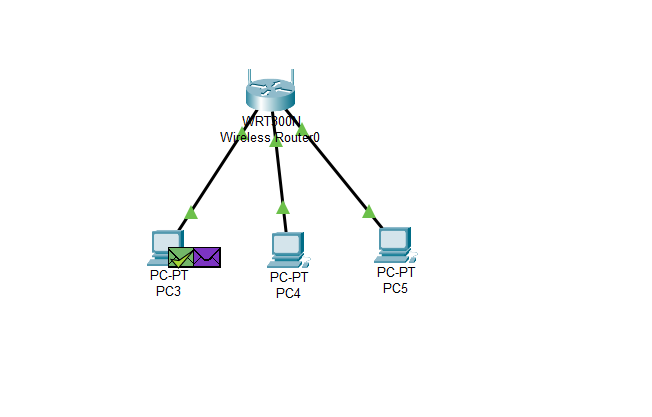 WRT300N
Wireless Router0
PC-PT
PC3
PC-PT
PC4
PC-PT
PC5